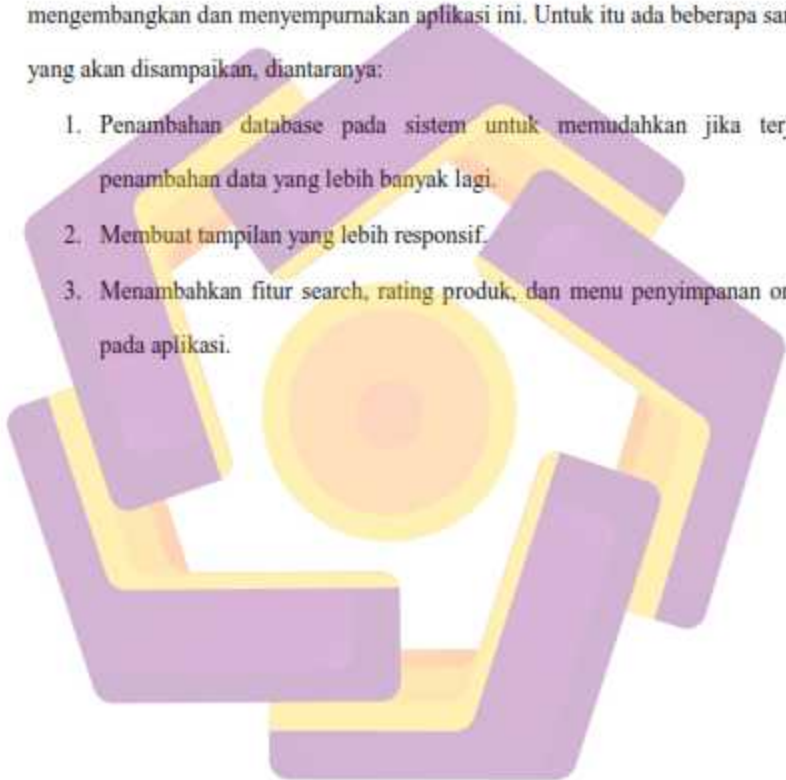 mengembangkan dan menyempurnakan aplikasi ini. Untuk itu ada beberapa sar
yang akan disampaikan, diantaranya:
1. Penambahan database pada sistem untuk memudahkan jika ter
penambahan data yang lebih banyak lagi.
2. Membuat tampilan yang lebih responsif.
3. Menambahkan fitur search, rating produk, dan menu penyimpanan
pada aplikasi.